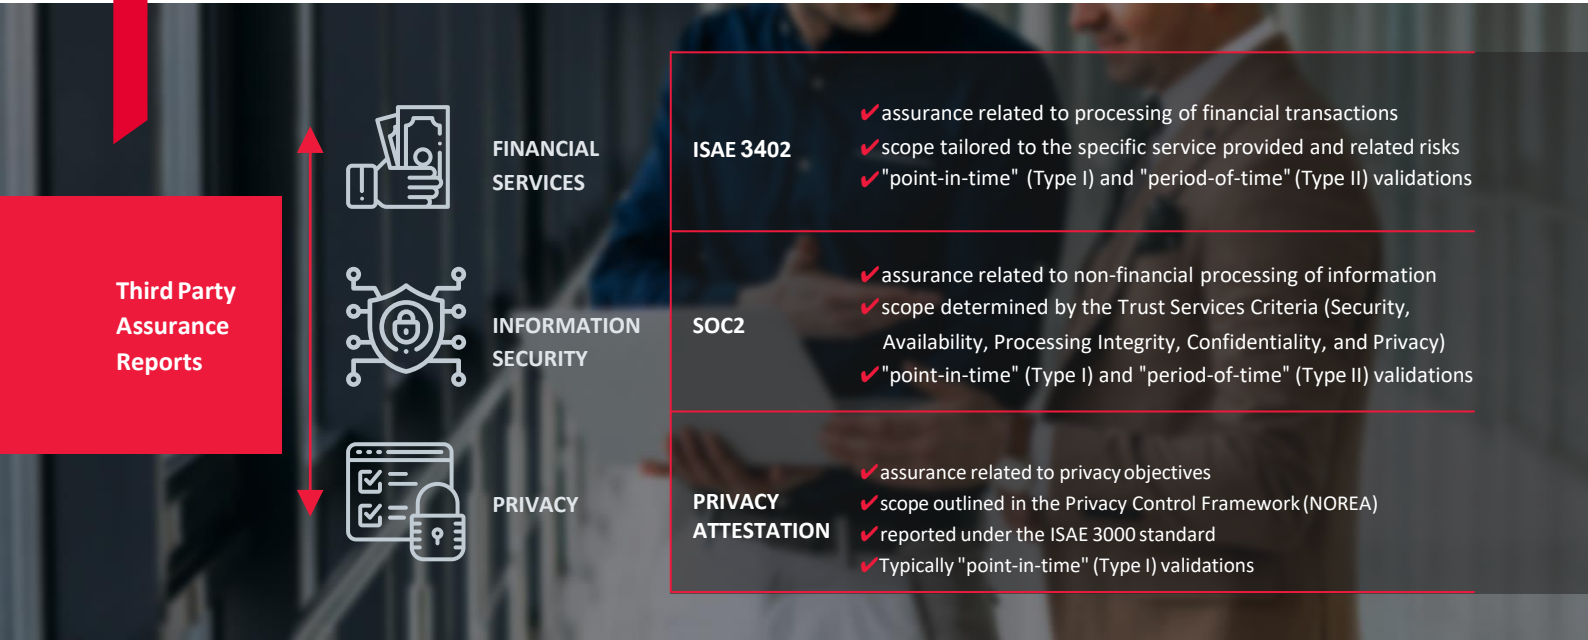 Third Party
Assurance
Reports
FINANCIAL
SERVICES
ISAE 3402
✔assurance related to processing of financial transactions
✔scope tailored to the specific service provided and related risks
✔"point-in-time" (Type I) and "period-of-time" (Type II) validations
INFORMATION
SECURITY
SOC2
✔assurance related to non-financial processing of information
✔scope determined by the Trust Services Criteria (Security,
Availability, Processing Integrity, Confidentiality, and Privacy)
✔"point-in-time" (Type I) and "period-of-time" (Type II) validations
PRIVACY
PRIVACY
ATTESTATION
✔assurance related to privacy objectives
✔scope outlined in the Privacy Control Framework (NOREA)
✔reported under the ISAE 3000 standard
✔Typically "point-in-time" (Type I) validations